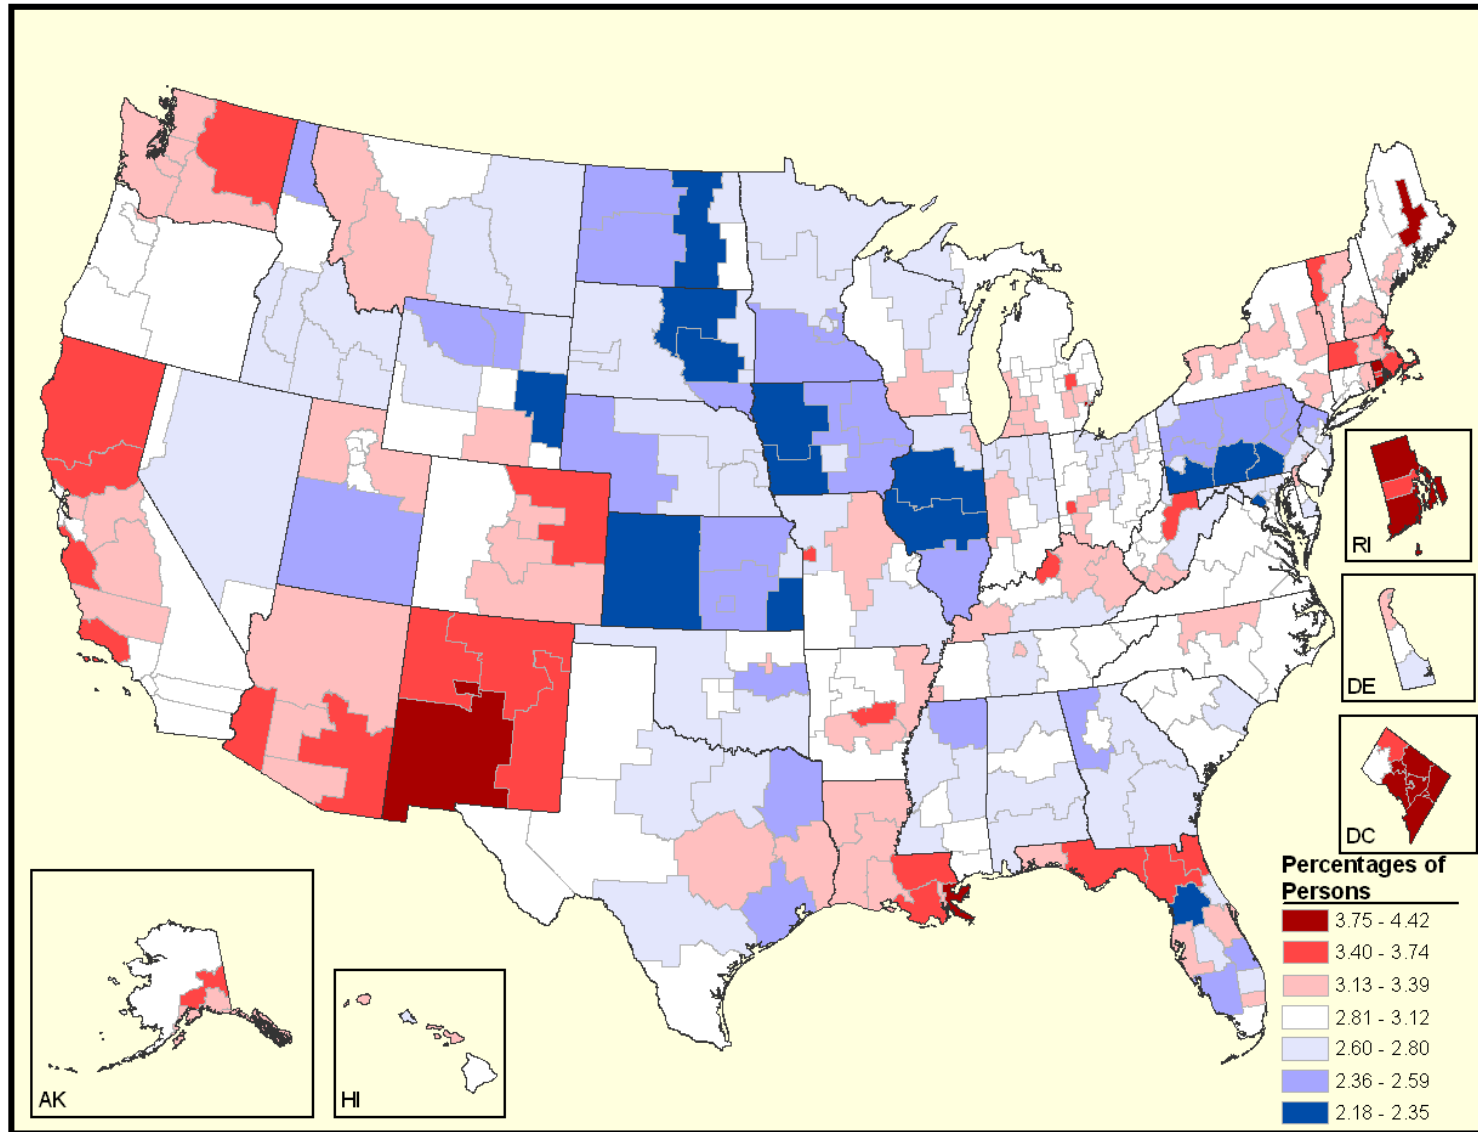 RI
DE
DC
AK
HI
Percentages of
Persons
3.75 - 4.42
3.40 - 3.74
3.13 - 3.39
2.81 - 3.12
2.60 - 2.80
2.36 - 2.59
2.18 - 2.35